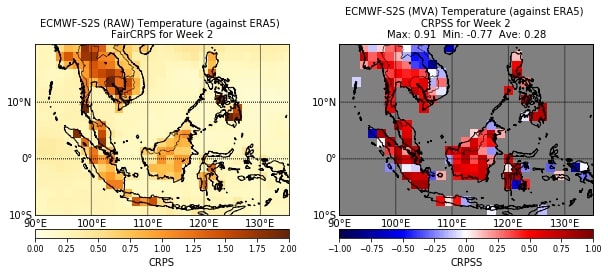 ECMWF-S2S (RAW) Temperature (against ERA5)
FairCRPS for Week 2
10°N
0°
10°S
90°E 100°E 110°E 120°E 130°E
0.00 0.25 0.50 0.75 1.00 1.25 1.50 1.75 2.00
CRPS
ECMWF-S2S (MVA) Temperature (against ERA5)
CRPSS for Week 2
Max: 0.91 Min: -0.77 Ave: 0.28
10°N
0°
10°S
90°E 100°E 110°E 120°E 130°E
−1.00 −0.75 −0.50 −0.25 0.00 0.25 0.50 0.75 1.00
CRPSS